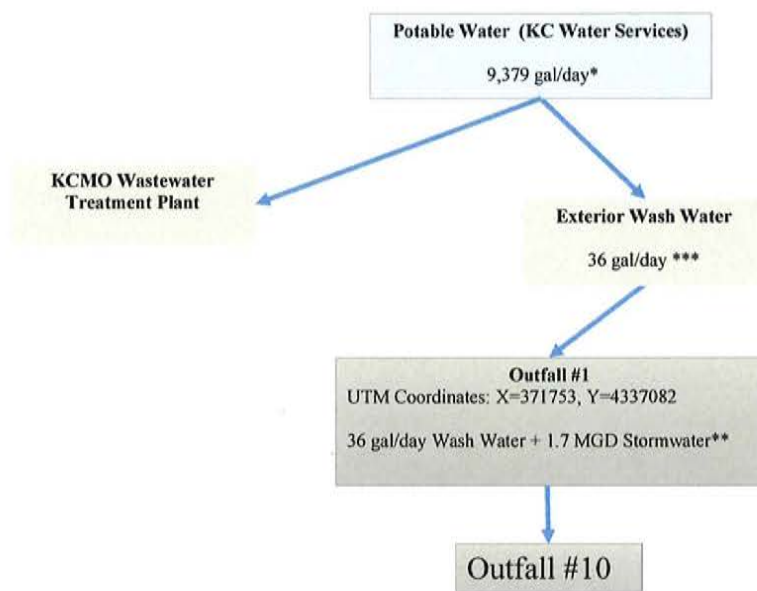 Potable Water (KC Water Services)
9,379 gal/day*
KCMO Wastewater
Treatment Plant
Exterior Wash Water
36 gal/day ***
Outfall #1
UTM Coordinates: X=371753, Y=4337082
36 gal/day Wash Water + 1.7 MGD Stormwater**
Outfall #10